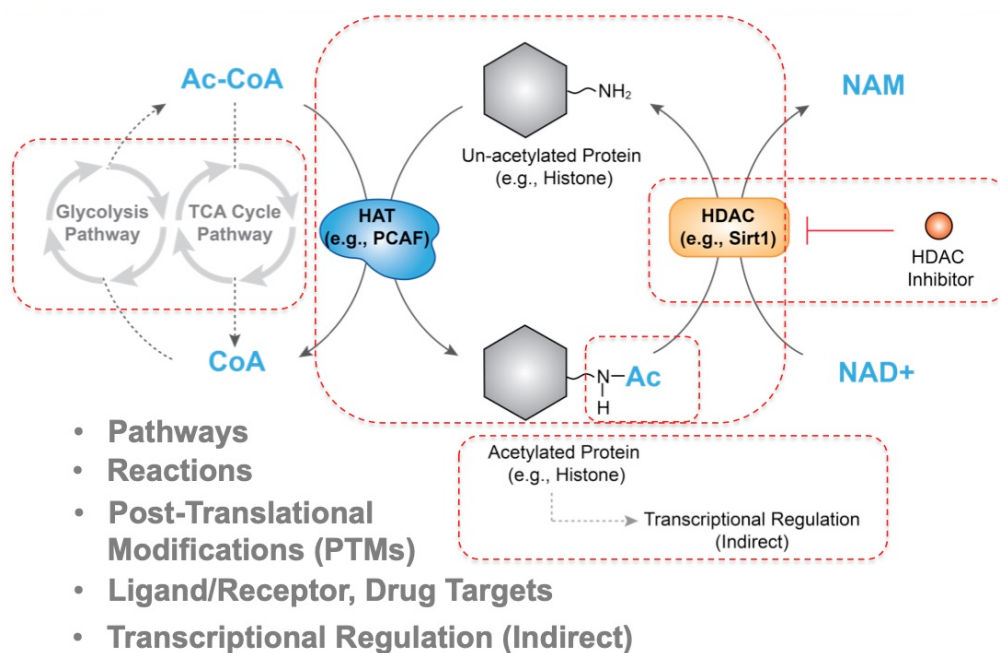 Ac-CoA
NH₂
NAM
Un-acetylated Protein
(e.g., Histone)
Glycolysis
Pathway
TCA Cycle
Pathway
HAT
(e.g., PCAF)
HDAC
(e.g., Sirt1)
HDAC
Inhibitor
CoA
N
H
Ac
NAD+
Acetylated Protein
(e.g., Histone)
Transcriptional Regulation
(Indirect)
• Pathways
• Reactions
• Post-Translational
Modifications (PTMs)
• Ligand/Receptor, Drug Targets
• Transcriptional Regulation (Indirect)